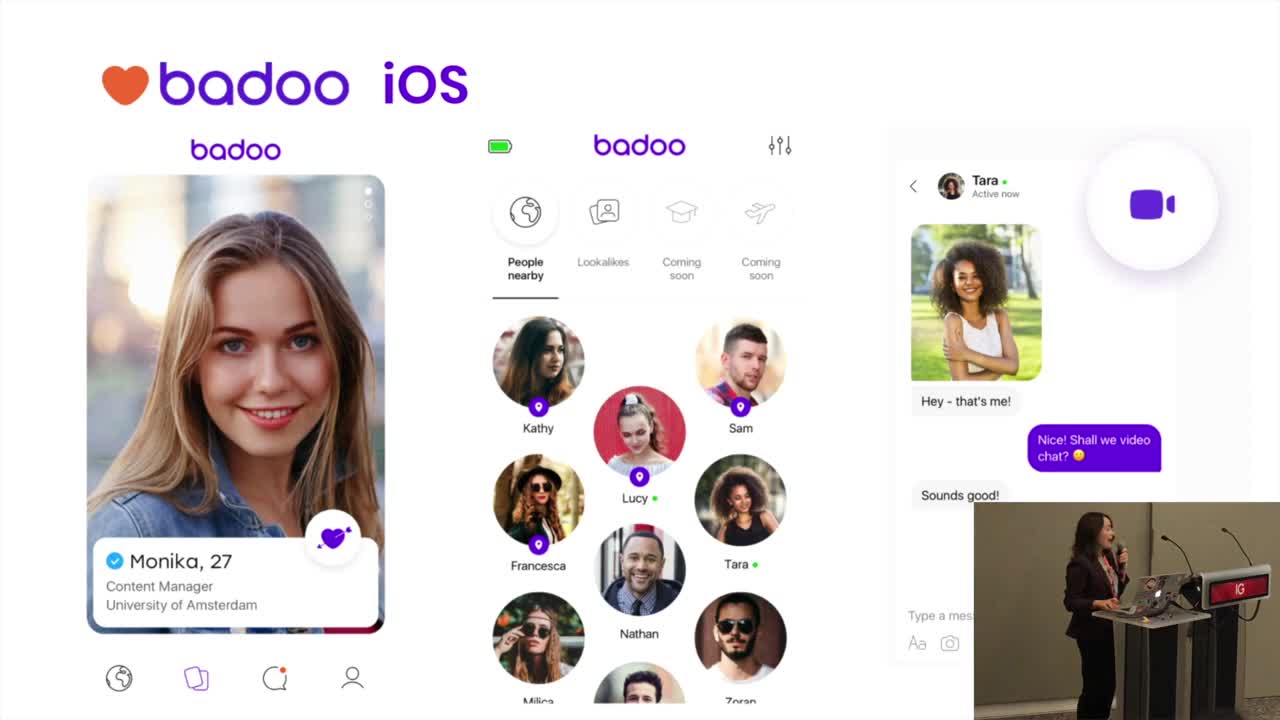 badoo iOS
badoo
Monika, 27
Content Manager
University of Amsterdam
badoo
People
nearby
Lookalikes
Coming
soon
Coming
soon
Kathy
Sam
Lucy
Francesca
Tara
Nathan
Milica
Zoran
Tara
Active now
Hey - that's me!
Nice! Shall we video
chat?
Sounds good!
Type a mes
Aa
IG